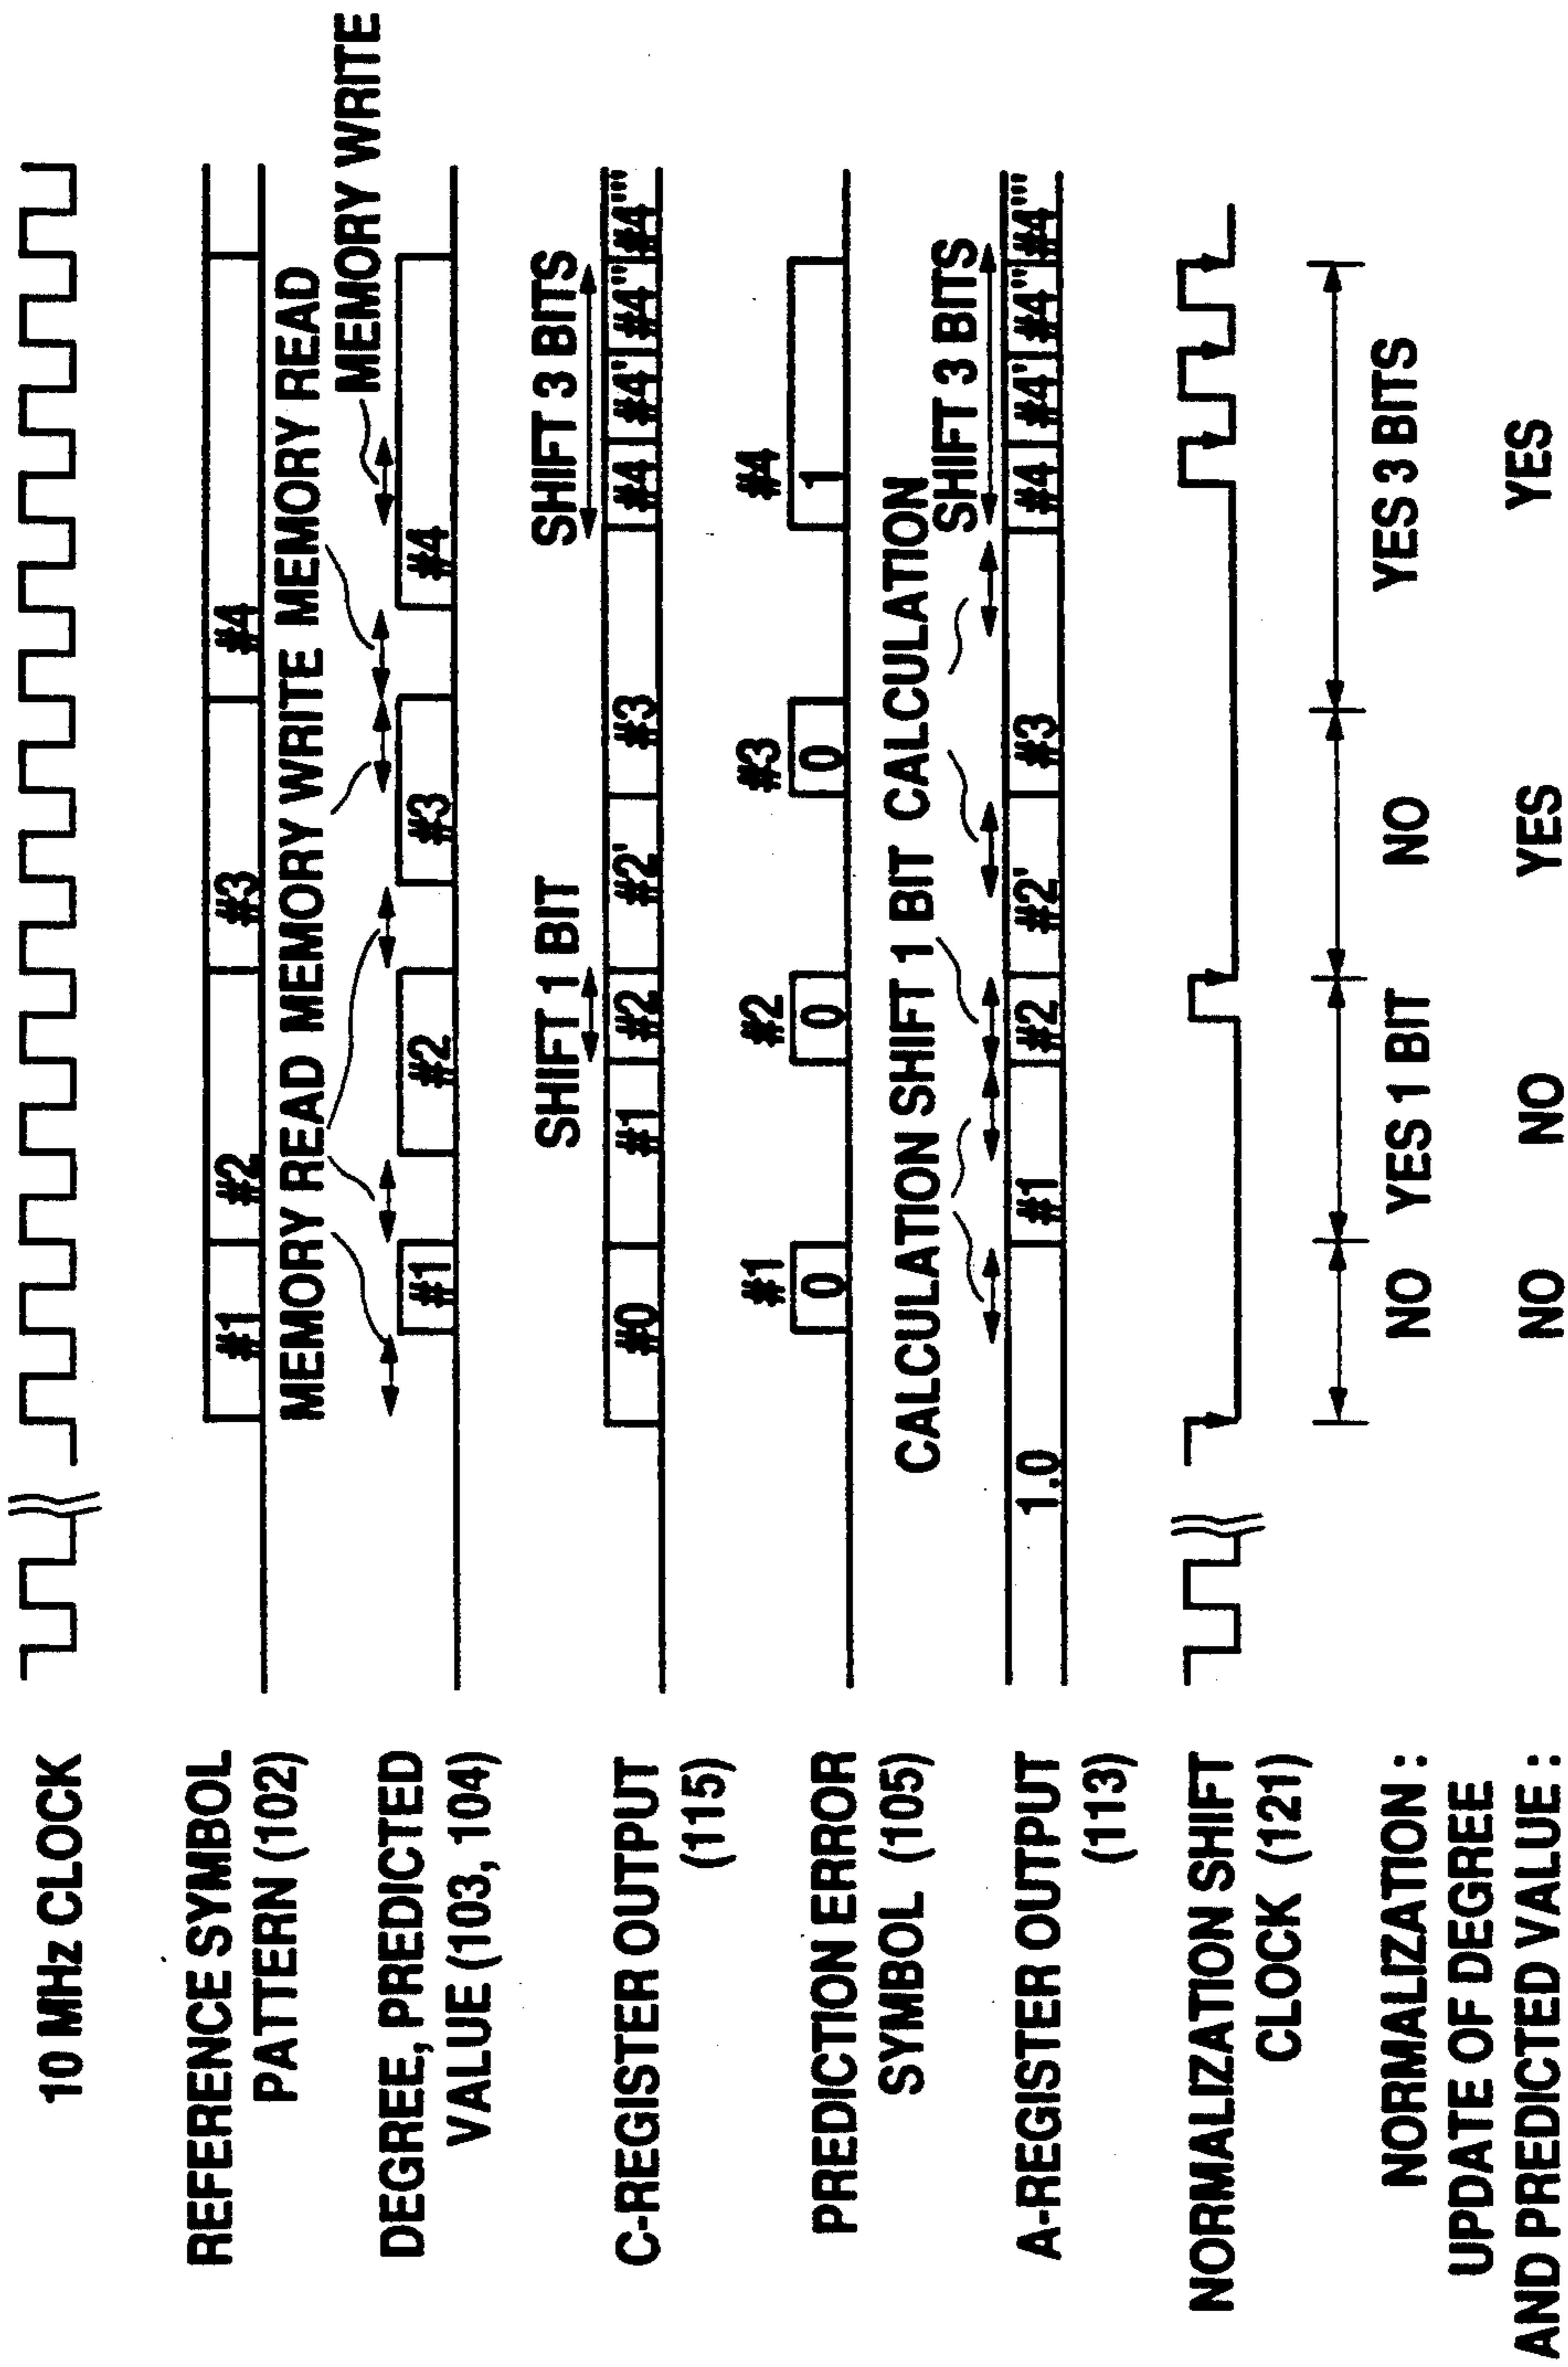 10 MHz CLOCK
REFERENCE SYMBOL
PATTERN (102)
#1 #2 #3 #4
MEMORY READ MEMORY WRITE MEMORY READ
MEMORY WRITE
DEGREE, PREDICTED
VALUE (103, 104)
#1 #2 #3 #4
SHIFT 1 BIT SHIFT 3 BITS
C-REGISTER OUTPUT
(115)
#0 #1 #2 #2' #3 #4 #4' #4" #4'"
#1 #2 #3 #4
PREDICTION ERROR
SYMBOL (105)
0 0 0 1
CALCULATION SHIFT 1 BIT CALCULATION
SHIFT 3 BITS
A-REGISTER OUTPUT
(113)
1.0 #1 #2 #2' #3 #4 #4' #4" #4'"
NORMALIZATION SHIFT
CLOCK (121)
NORMALIZATION : NO YES 1 BIT NO YES 3 BITS
UPDATE OF DEGREE
AND PREDICTED VALUE : NO NO YES YES